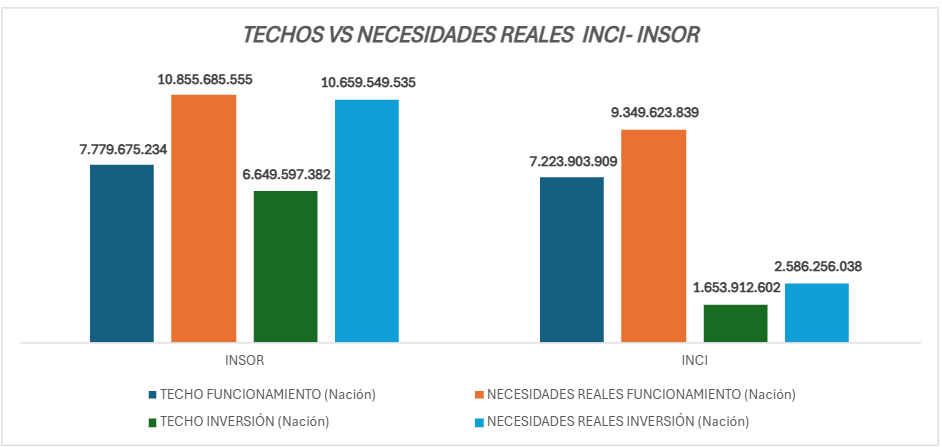 TECHOS VS NECESIDADES REALES  INCI - INSOR
10.855.685.555
10.659.549.535
7.779.675.234
6.649.597.382
9.349.623.839
7.223.903.909
2.586.256.038
1.653.912.602
INSOR
INCI
TECHO FUNCIONAMIENTO (Nación)
NECESIDADES REALES FUNCIONAMIENTO (Nación)
TECHO INVERSIÓN (Nación)
NECESIDADES REALES INVERSIÓN (Nación)